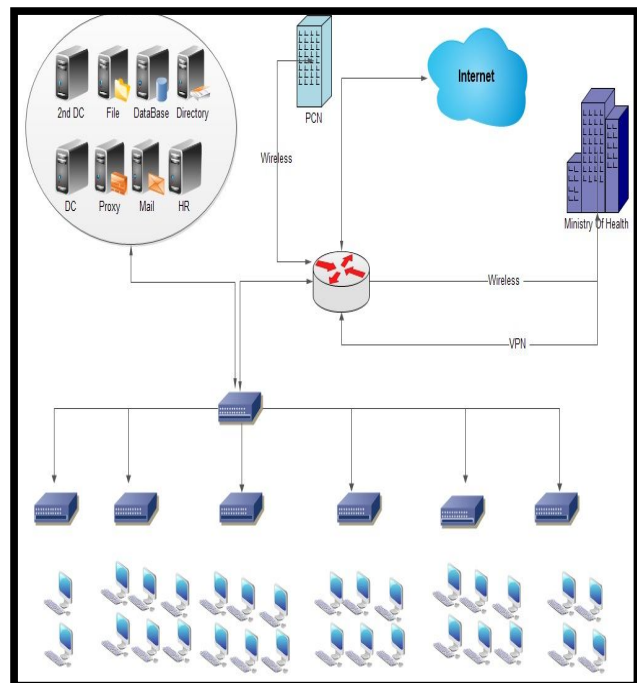 2nd DC
File
DataBase
Directory
DC
Proxy
Mail
HR
PCN
Internet
Ministry Of Health
Wireless
Wireless
VPN